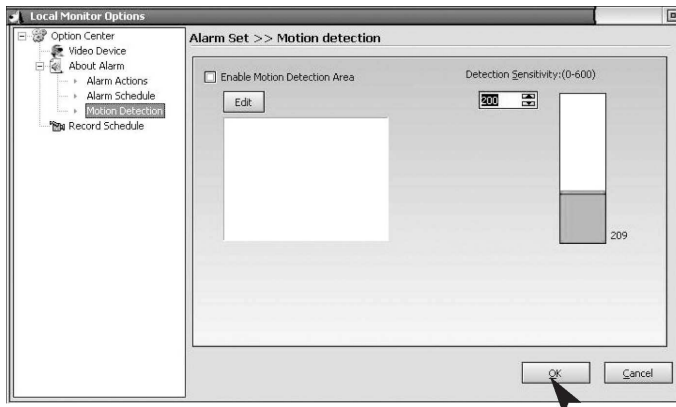 Local Monitor Options
Option Center
Video Device
About Alarm
Alarm Actions
Alarm Schedule
Motion Detection
Record Schedule
Alarm Set >> Motion detection
Enable Motion Detection Area
Edit
Detection Sensitivity:(0-600)
200
209
OK
Cancel